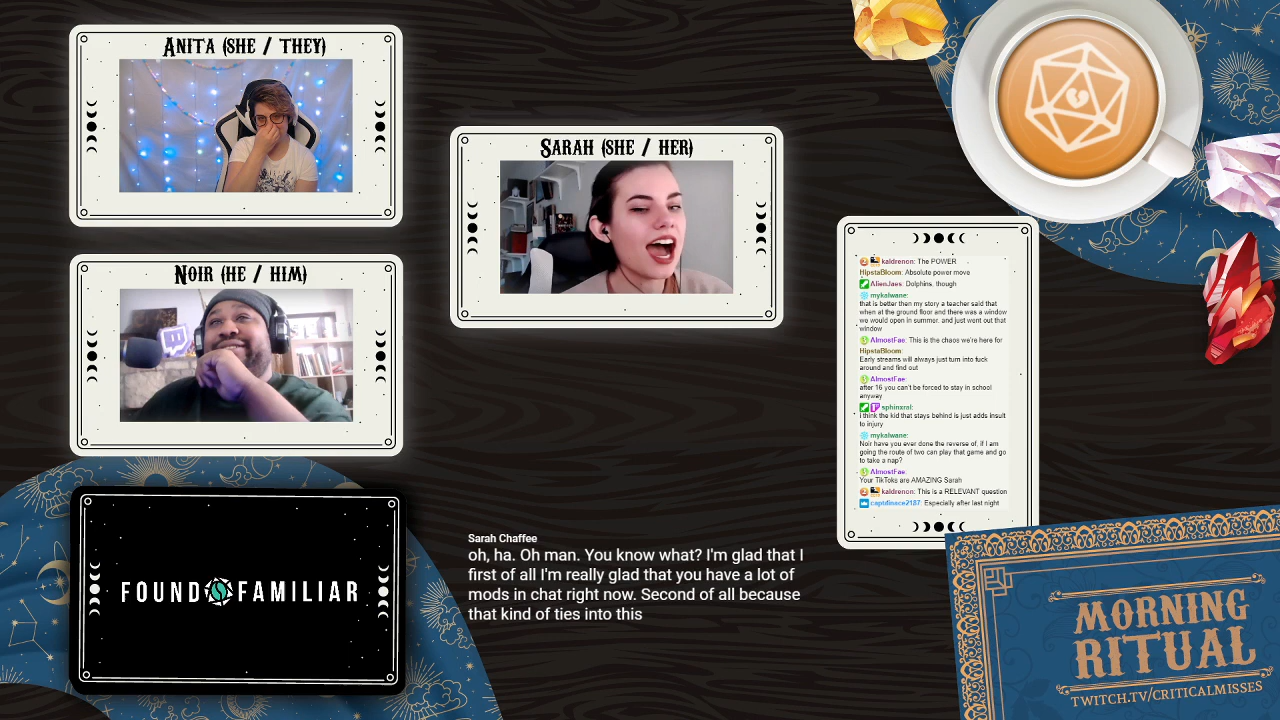 ANITA (SHE / THEY)
SARAH (SHE / HER)
NOIR (HE / HIM)
FOUND FAMILIAR
Sarah Chaffee
oh, ha. Oh man. You know what? I'm glad that I
first of all I'm really glad that you have a lot of
mods in chat right now. Second of all because
that kind of ties into this
kaldrenon: The POWER
HipstaBloom: Absolute power move
AlienJaes: Dolphins, though
mykalwane:
that is better then my story a teacher said that
when at the ground floor and there was a window
we would open in summer. and just went out that
window
AlmostFae: This is the chaos we're here for
HipstaBloom:
Early streams will always just turn into fuck
around and find out
AlmostFae:
after 16 you can't be forced to stay in school
anyway
sphinxral:
I think the kid that stays behind is just adds insult
to injury
mykalwane:
Noir have you ever done the reverse of, if I am
going the route of two can play that game and go
to take a nap?
AlmostFae:
Your TikToks are AMAZING Sarah
kaldrenon: This is a RELEVANT question
captdinace2187: Especially after last night
MORNING
RITUAL
TWITCH.TV/CRITICALMISSES